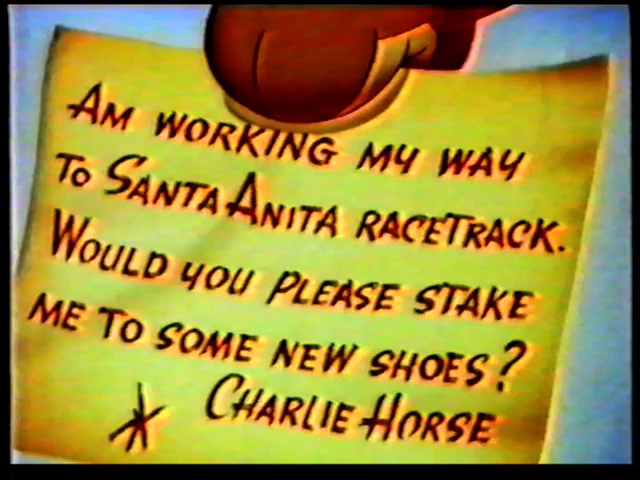 Am working my way
to Santa Anita racetrack.
Would you please stake
me to some new shoes?
Charlie Horse